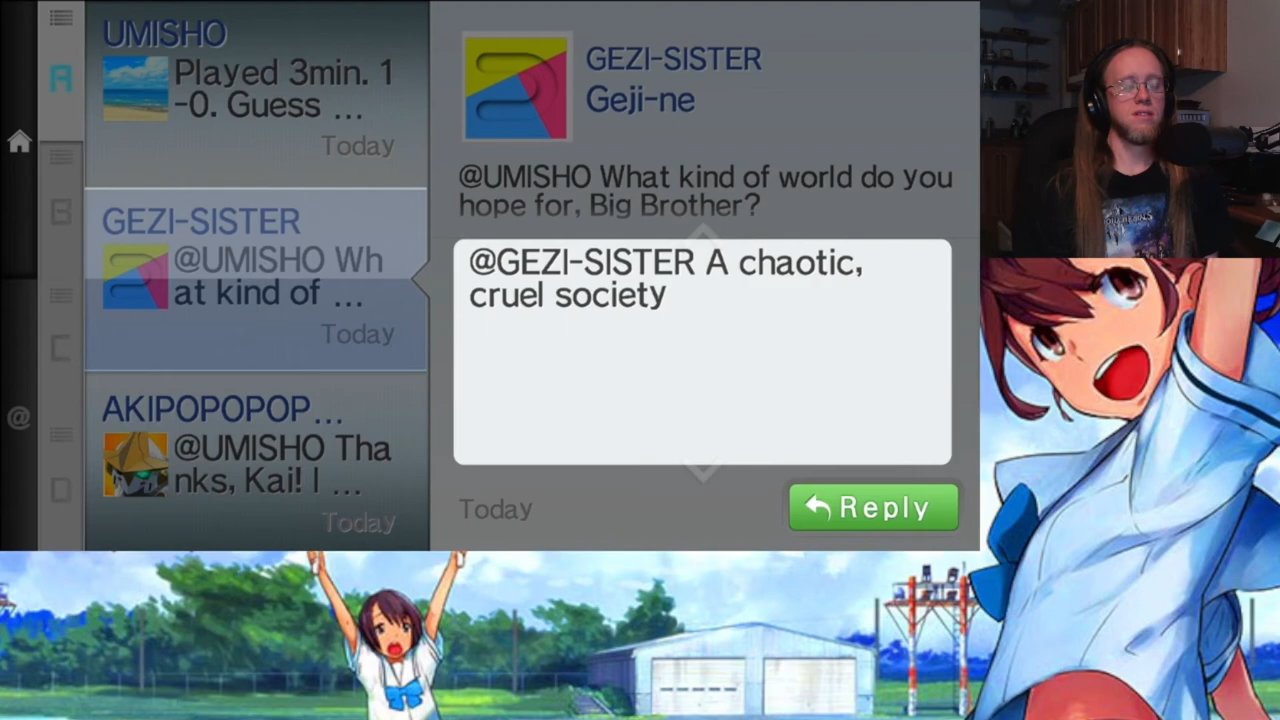 UMISHO
Played 3min. 1
-0. Guess ...
Today
GEZI-SISTER
@UMISHO Wh
at kind of ...
Today
AKIPOPOPOP...
@UMISHO Tha
nks, Kai! I ...
Today
A
B
C
D
@
GEZI-SISTER
Geji-ne
@UMISHO What kind of world do you
hope for, Big Brother?
@GEZI-SISTER A chaotic,
cruel society
Today
Reply